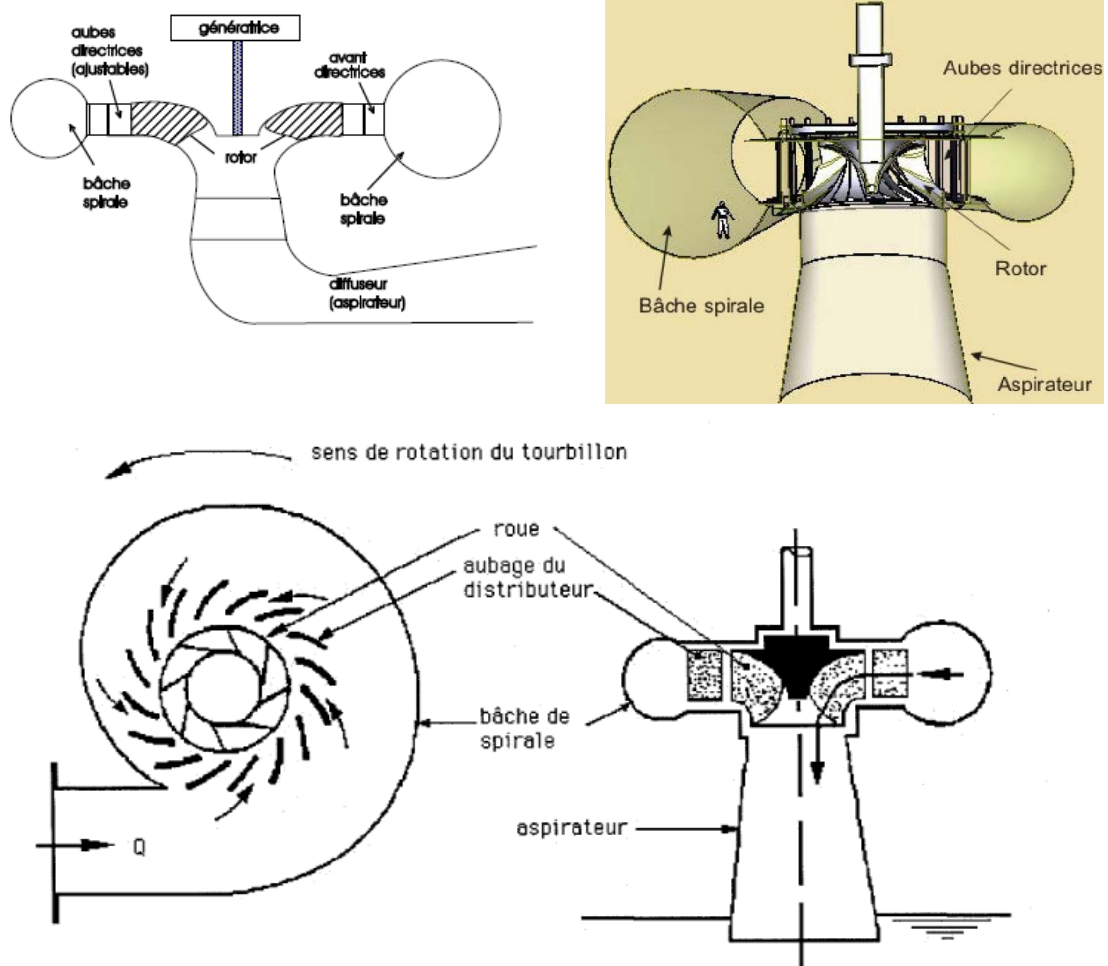 génératrice
aubes
directrices
(ajustables)
avant
directrices
rotor
bâche
spirale
bâche
spirale
diffuseur
(aspirateur)
Aubes directrices
Rotor
Bâche spirale
Aspirateur
sens de rotation du tourbillon
roue
aubage du
distributeur
bâche de
spirale
aspirateur
Q